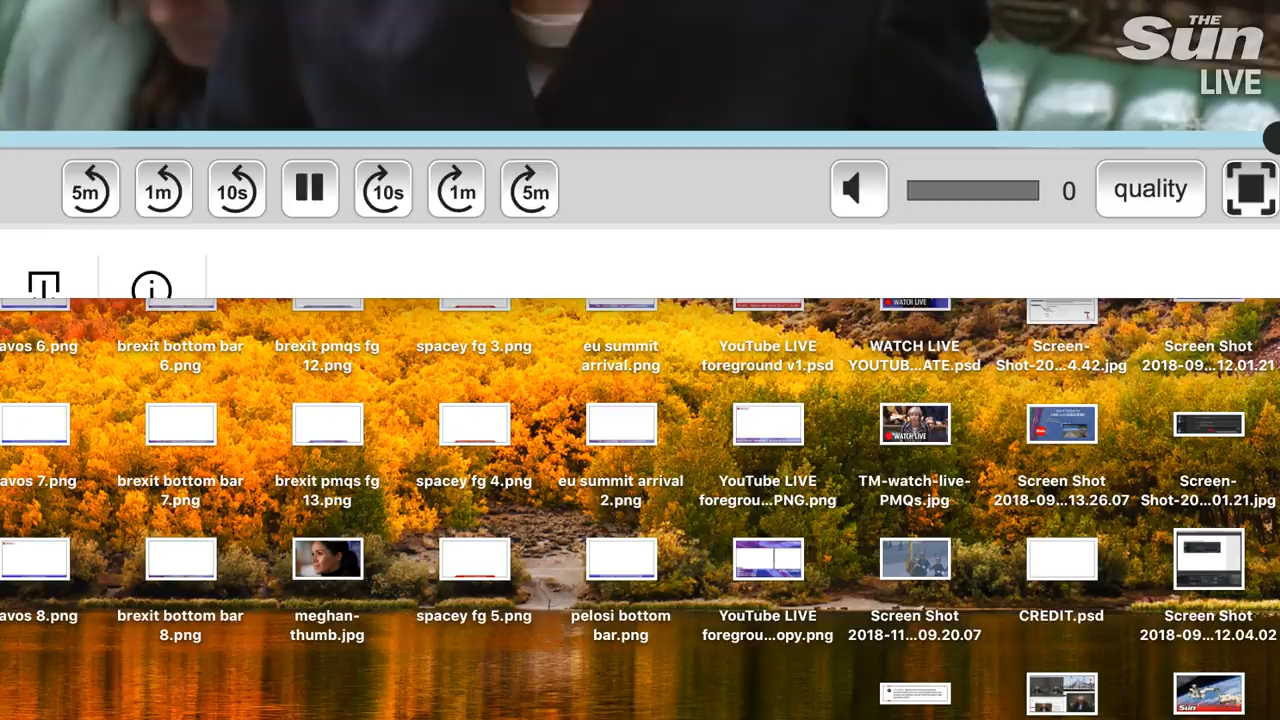 THE
Sun
LIVE
5m 1m 10s 10s 1m 5m 0 quality
avos 6.png
brexit bottom bar
6.png
brexit pmqs fg
12.png
spacey fg 3.png
eu summit
arrival.png
YouTube LIVE
foreground v1.psd
WATCH LIVE
YOUTUB...ATE.psd
Screen-
Shot-20...4.42.jpg
Screen Shot
2018-09...12.01.21
avos 7.png
brexit bottom bar
7.png
brexit pmqs fg
13.png
spacey fg 4.png
eu summit arrival
2.png
YouTube LIVE
foregrou...PNG.png
TM-watch-live-
PMQs.jpg
Screen Shot
2018-09...13.26.07
Screen-
Shot-20...01.21.jpg
avos 8.png
brexit bottom bar
8.png
meghan-
thumb.jpg
spacey fg 5.png
pelosi bottom
bar.png
YouTube LIVE
foregrou...opy.png
Screen Shot
2018-11...09.20.07
CREDIT.psd
Screen Shot
2018-09...12.04.02
WATCH LIVE
WATCH LIVE
Sun